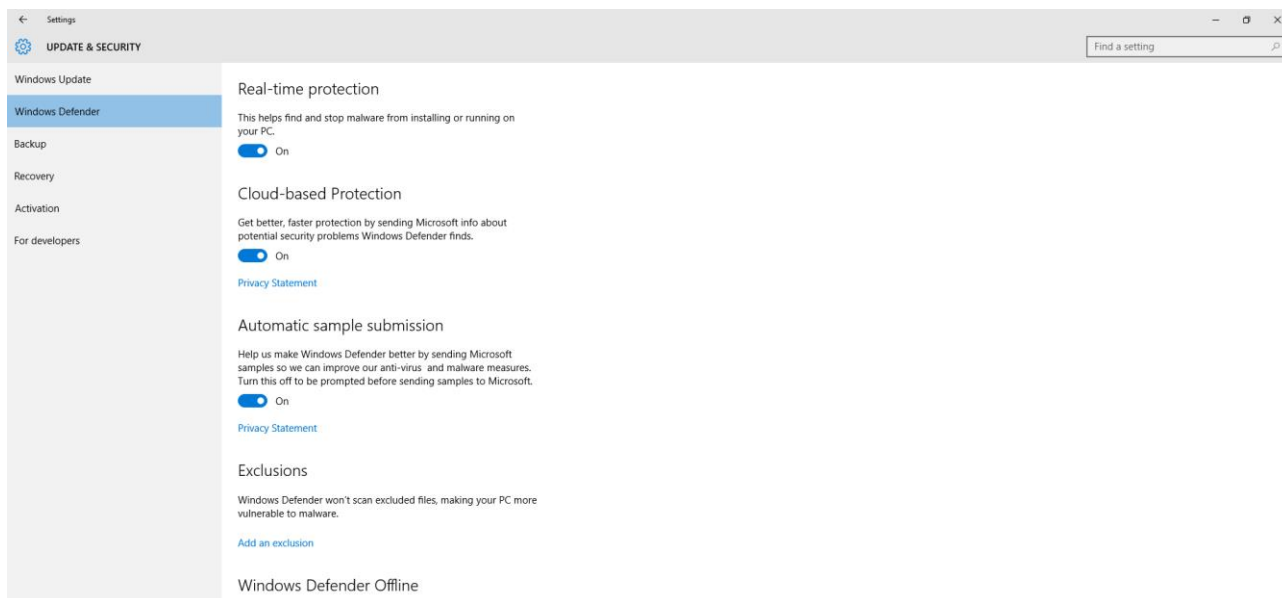 Settings
UPDATE & SECURITY
Find a setting
Windows Update
Windows Defender
Backup
Recovery
Activation
For developers
Real-time protection
This helps find and stop malware from installing or running on
your PC.
On
Cloud-based Protection
Get better, faster protection by sending Microsoft info about
potential security problems Windows Defender finds.
On
Privacy Statement
Automatic sample submission
Help us make Windows Defender better by sending Microsoft
samples so we can improve our anti-virus and malware measures.
Turn this off to be prompted before sending samples to Microsoft.
On
Privacy Statement
Exclusions
Windows Defender won't scan excluded files, making your PC more
vulnerable to malware.
Add an exclusion
Windows Defender Offline